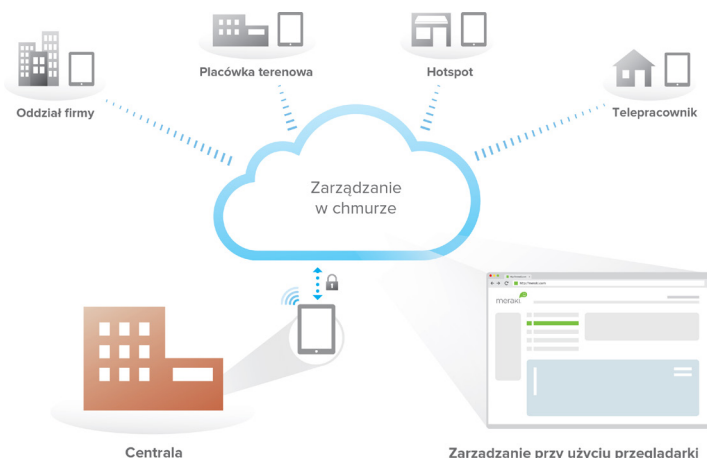 Oddział firmy
Placówka terenowa
Hotspot
Telepracownik
Zarządzanie
w chmurze
meraki
Centrala
Zarządzanie przy użyciu przeglądarki